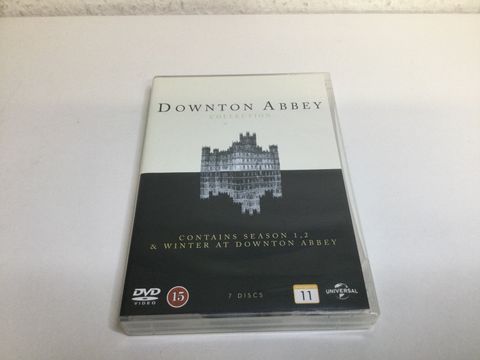 DOWNTON ABBEY
COLLECTION
CONTAINS SEASON 1,2
& WINTER AT DOWNTON ABBEY
DVD
VIDEO
15
7 DISCS
11
UNIVERSAL